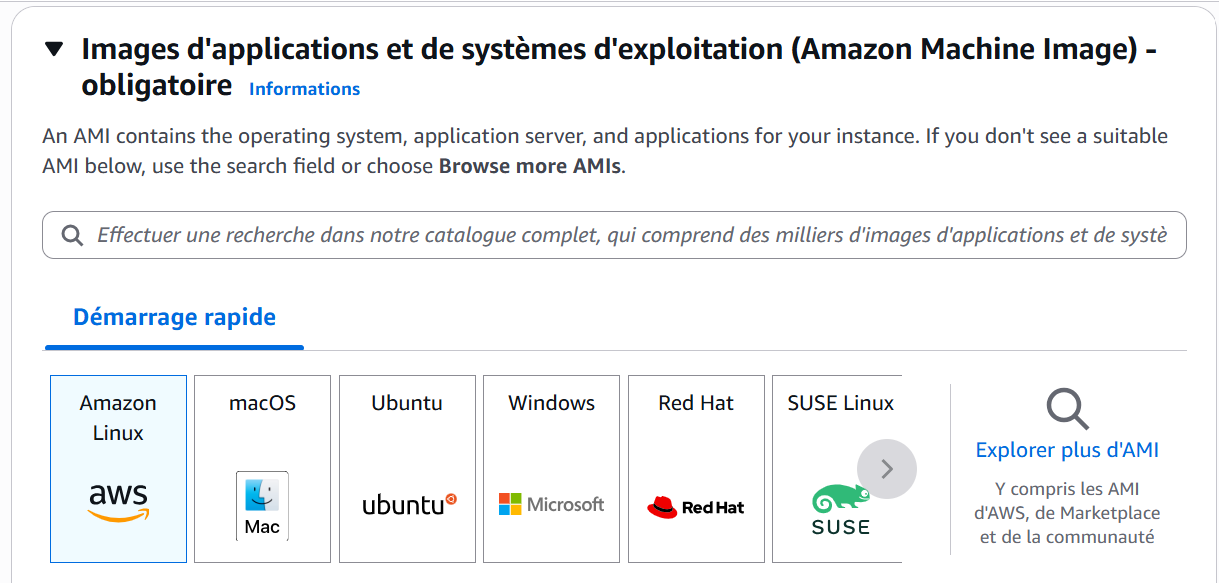 Images d'applications et de systèmes d'exploitation (Amazon Machine Image) -
obligatoire Informations
An AMI contains the operating system, application server, and applications for your instance. If you don't see a suitable
AMI below, use the search field or choose Browse more AMIs.
Effectuer une recherche dans notre catalogue complet, qui comprend des milliers d'images d'applications et de systè
Démarrage rapide
Amazon
Linux
aws
macOS
Mac
Ubuntu
ubuntu
Windows
Microsoft
Red Hat
Red Hat
SUSE Linux
SUSE
Explorer plus d'AMI
Y compris les AMI
d'AWS, de Marketplace
et de la communauté